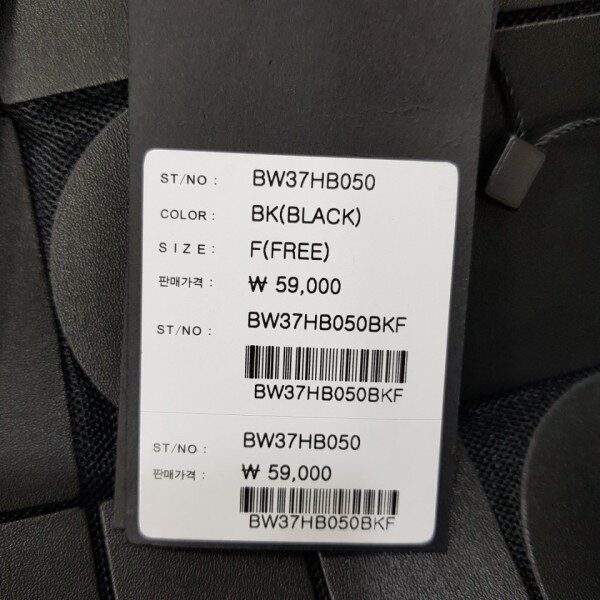 ST/NO : BW37HB050
COLOR : BK(BLACK)
SIZE : F(FREE)
판매가격 : ₩ 59,000
ST/NO : BW37HB050BKF
BW37HB050BKF
ST/NO : BW37HB050
판매가격 : ₩ 59,000
BW37HB050BKF